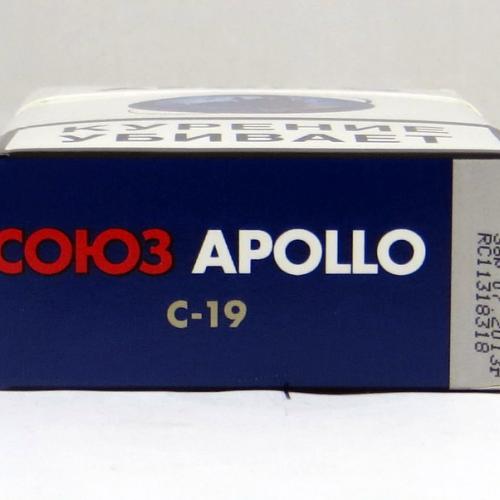 КУРЕНИЕ
УБИВАЕТ
СОЮЗ APOLLO
C-19
RC11318318